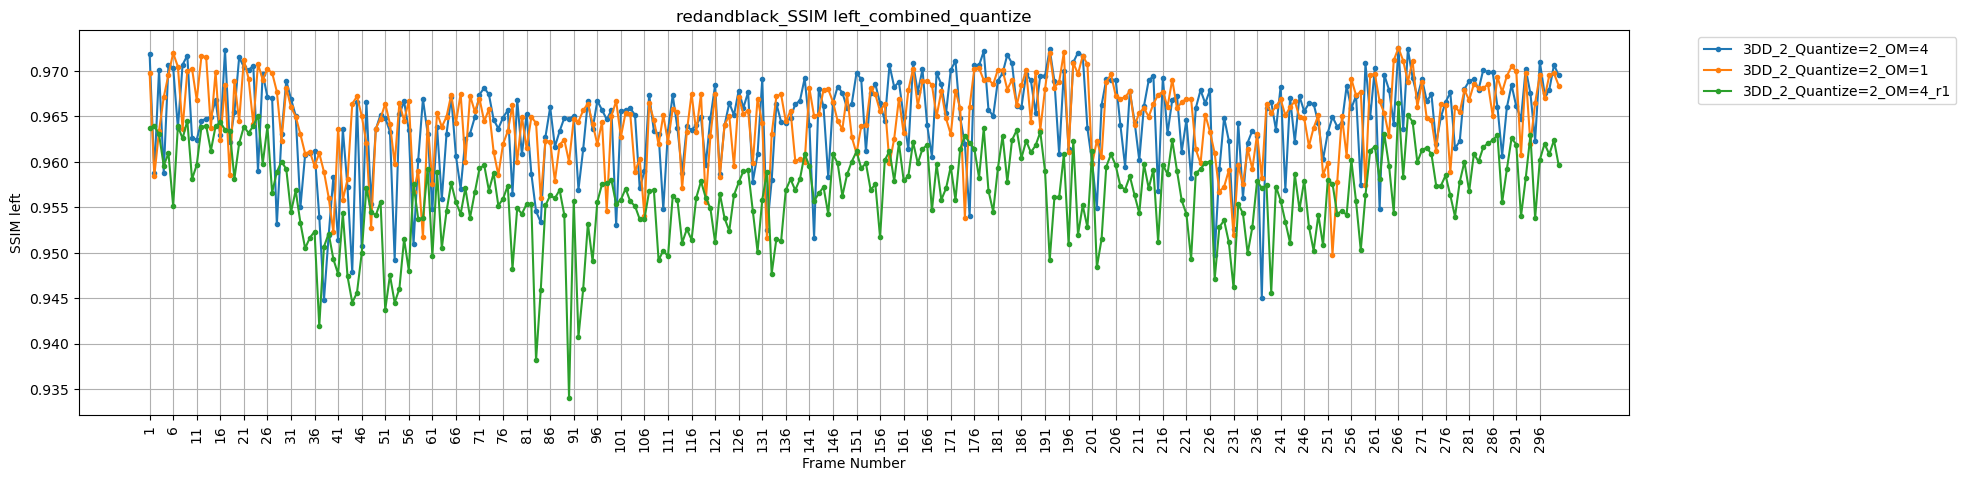 redandblack_SSIM left_combined_quantize
3DD_2_Quantize=2_OM=4
3DD_2_Quantize=2_OM=1
3DD_2_Quantize=2_OM=4_r1
SSIM left
0.970
0.965
0.960
0.955
0.950
0.945
0.940
0.935
1 6 11 16 21 26 31 36 41 46 51 56 61 66 71 76 81 86 91 96 101 106 111 116 121 126 131 136 141 146 151 156 161 166 171 176 181 186 191 196 201 206 211 216 221 226 231 236 241 246 251 256 261 266 271 276 281 286 291 296
Frame Number